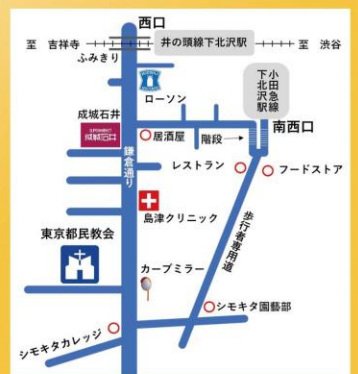 西口
至 吉祥寺
井の頭線下北沢駅
至 渋谷
ふみきり
ローソン
小田急線
下北沢駅
成城石井
成城石井
居酒屋
階段→
南西口
鎌倉通り
レストラン
フードストア
島津クリニック
歩行者専用道
東京都民教会
カーブミラー
シモキタ園藝部
シモキタカレッジ